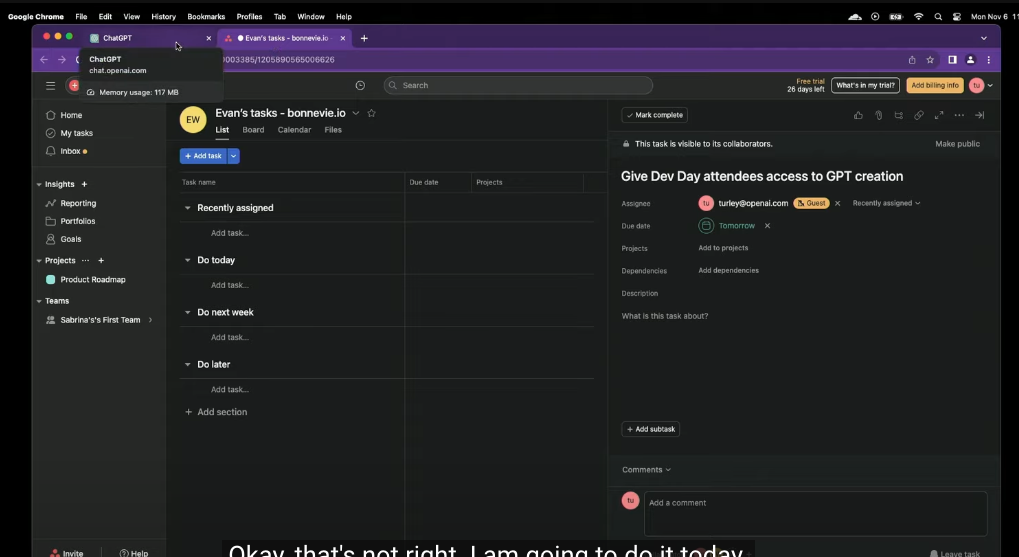 Google Chrome File Edit View History Bookmarks Profiles Tab Window Help Mon Nov 6
ChatGPT
Evan's tasks - bonnevie.io
ChatGPT
chat.openai.com
Memory usage: 117 MB
0003385/1205890565006626
Search
Free trial
26 days left
What's in my trial?
Add billing info
tu
Home
My tasks
Inbox
Insights
Reporting
Portfolios
Goals
Projects
Product Roadmap
Teams
Sabrina's's First Team
Invite
Help
EW
Evan's tasks - bonnevie.io
List Board Calendar Files
Add task
Task name Due date Projects
Recently assigned
Add task...
Do today
Add task...
Do next week
Add task...
Do later
Add task...
Add section
Mark complete
This task is visible to its collaborators. Make public
Give Dev Day attendees access to GPT creation
Assignee tu turley@openai.com Guest Recently assigned
Due date Tomorrow
Projects Add to projects
Dependencies Add dependencies
Description
What is this task about?
Add subtask
Comments
tu Add a comment
Leave task
Okay, that's not right. I am going to do it today